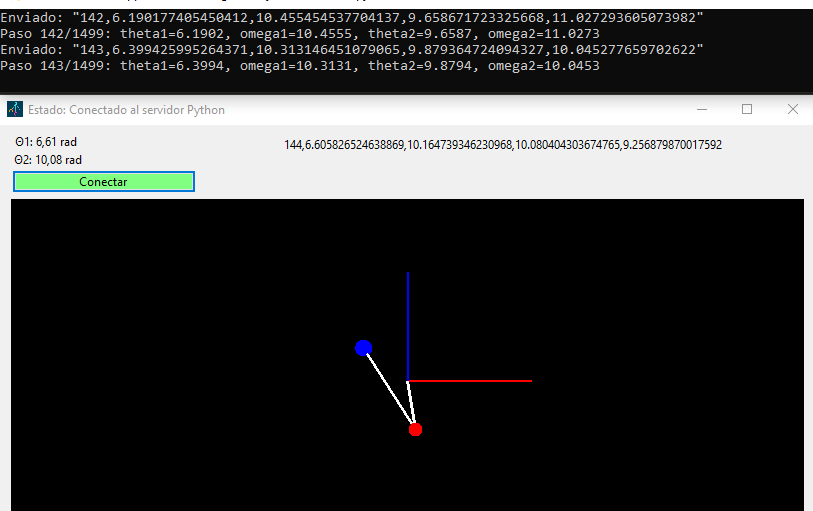 Enviado: "142,6.190177405450412,10.455454537704137,9.658671723325668,11.027293605073982"
Paso 142/1499: theta1=6.1902, omega1=10.4555, theta2=9.6587, omega2=11.0273
Enviado: "143,6.399425995264371,10.313146451079065,9.879364724094327,10.045277659702622"
Paso 143/1499: theta1=6.3994, omega1=10.3131, theta2=9.8794, omega2=10.0453
Estado: Conectado al servidor Python
Θ1: 6,61 rad
144,6.605826524638869,10.164739346230968,10.080404303674765,9.256879870017592
Θ2: 10,08 rad
Conectar